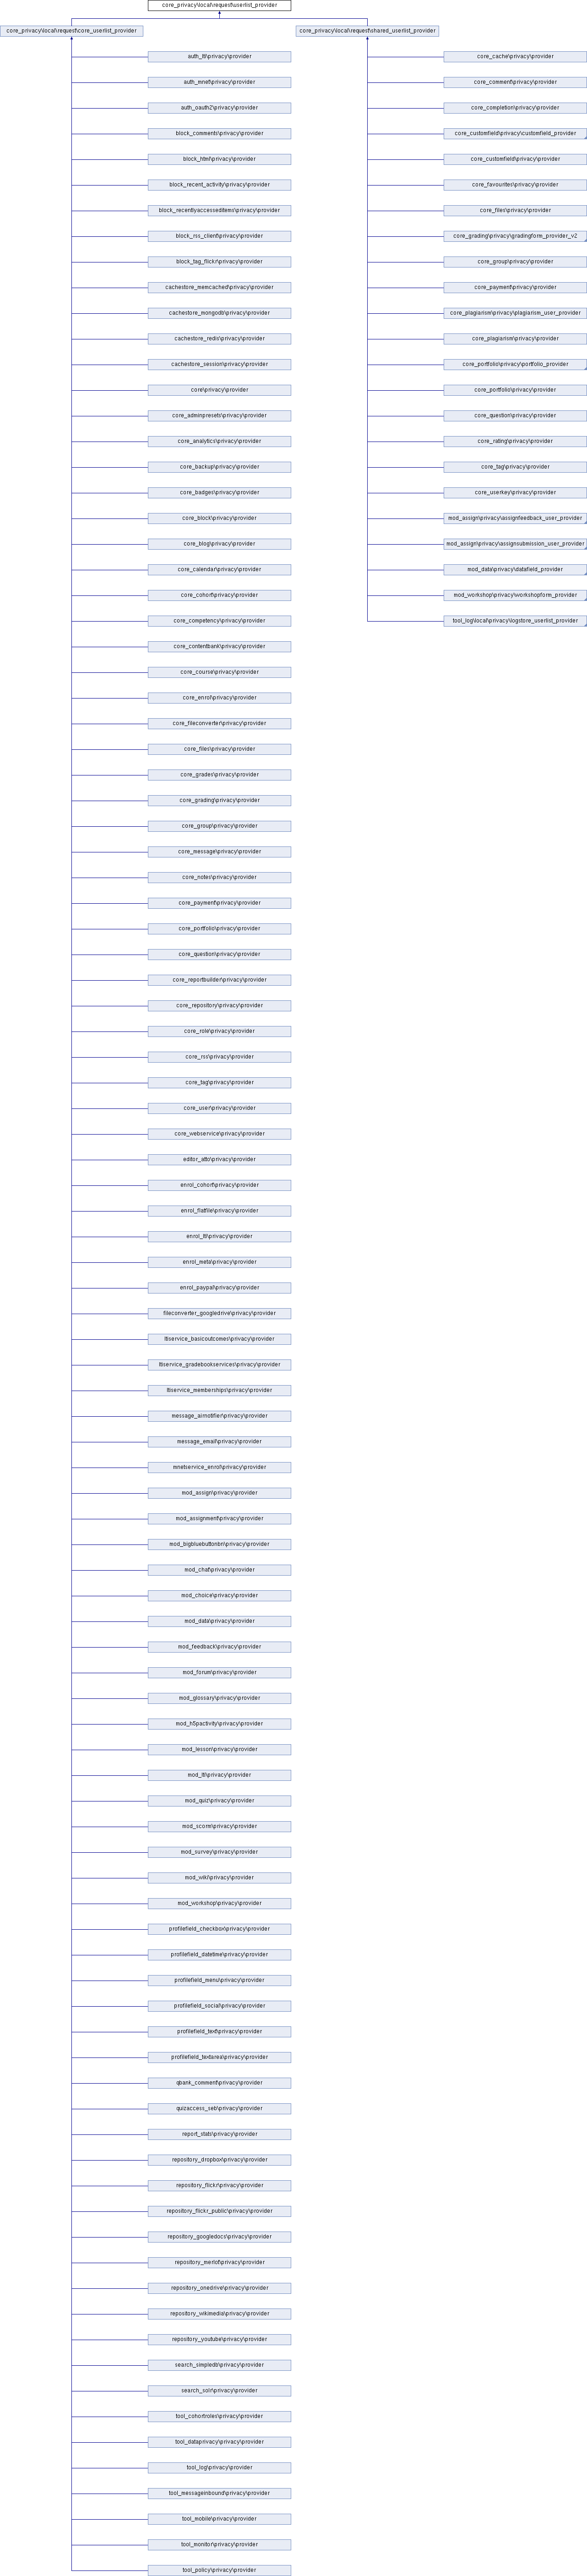 core_privacy\local\request\userlist_provider
core_privacy\local\request\core_userlist_provider
core_privacy\local\request\shared_userlist_provider
auth_lti\privacy\provider
auth_mnet\privacy\provider
auth_oauth2\privacy\provider
block_comments\privacy\provider
block_html\privacy\provider
block_recent_activity\privacy\provider
block_recentlyaccesseditems\privacy\provider
block_rss_client\privacy\provider
block_tag_flickr\privacy\provider
cachestore_memcached\privacy\provider
cachestore_mongodb\privacy\provider
cachestore_redis\privacy\provider
cachestore_session\privacy\provider
core\privacy\provider
core_adminpresets\privacy\provider
core_analytics\privacy\provider
core_backup\privacy\provider
core_badges\privacy\provider
core_block\privacy\provider
core_blog\privacy\provider
core_calendar\privacy\provider
core_cohort\privacy\provider
core_competency\privacy\provider
core_contentbank\privacy\provider
core_course\privacy\provider
core_enrol\privacy\provider
core_fileconverter\privacy\provider
core_files\privacy\provider
core_grades\privacy\provider
core_grading\privacy\provider
core_group\privacy\provider
core_message\privacy\provider
core_notes\privacy\provider
core_payment\privacy\provider
core_portfolio\privacy\provider
core_question\privacy\provider
core_reportbuilder\privacy\provider
core_repository\privacy\provider
core_role\privacy\provider
core_rss\privacy\provider
core_tag\privacy\provider
core_user\privacy\provider
core_webservice\privacy\provider
editor_atto\privacy\provider
enrol_cohort\privacy\provider
enrol_flatfile\privacy\provider
enrol_lti\privacy\provider
enrol_meta\privacy\provider
enrol_paypal\privacy\provider
fileconverter_googledrive\privacy\provider
ltiservice_basicoutcomes\privacy\provider
ltiservice_gradebookservices\privacy\provider
ltiservice_memberships\privacy\provider
message_airnotifier\privacy\provider
message_email\privacy\provider
mnetservice_enrol\privacy\provider
mod_assign\privacy\provider
mod_assignment\privacy\provider
mod_bigbluebuttonbn\privacy\provider
mod_chat\privacy\provider
mod_choice\privacy\provider
mod_data\privacy\provider
mod_feedback\privacy\provider
mod_forum\privacy\provider
mod_glossary\privacy\provider
mod_h5pactivity\privacy\provider
mod_lesson\privacy\provider
mod_lti\privacy\provider
mod_quiz\privacy\provider
mod_scorm\privacy\provider
mod_survey\privacy\provider
mod_wiki\privacy\provider
mod_workshop\privacy\provider
profilefield_checkbox\privacy\provider
profilefield_datetime\privacy\provider
profilefield_menu\privacy\provider
profilefield_social\privacy\provider
profilefield_text\privacy\provider
profilefield_textarea\privacy\provider
qbank_comment\privacy\provider
quizaccess_seb\privacy\provider
report_stats\privacy\provider
repository_dropbox\privacy\provider
repository_flickr\privacy\provider
repository_flickr_public\privacy\provider
repository_googledocs\privacy\provider
repository_merlot\privacy\provider
repository_onedrive\privacy\provider
repository_wikimedia\privacy\provider
repository_youtube\privacy\provider
search_simpledb\privacy\provider
search_solr\privacy\provider
tool_cohortroles\privacy\provider
tool_dataprivacy\privacy\provider
tool_log\privacy\provider
tool_messageinbound\privacy\provider
tool_mobile\privacy\provider
tool_monitor\privacy\provider
tool_policy\privacy\provider
core_cache\privacy\provider
core_comment\privacy\provider
core_completion\privacy\provider
core_customfield\privacy\customfield_provider
core_customfield\privacy\provider
core_favourites\privacy\provider
core_files\privacy\provider
core_grading\privacy\gradingform_provider_v2
core_group\privacy\provider
core_payment\privacy\provider
core_plagiarism\privacy\plagiarism_user_provider
core_plagiarism\privacy\provider
core_portfolio\privacy\portfolio_provider
core_portfolio\privacy\provider
core_question\privacy\provider
core_rating\privacy\provider
core_tag\privacy\provider
core_userkey\privacy\provider
mod_assign\privacy\assignfeedback_user_provider
mod_assign\privacy\assignsubmission_user_provider
mod_data\privacy\datafield_provider
mod_workshop\privacy\workshopform_provider
tool_log\local\privacy\logstore_userlist_provider